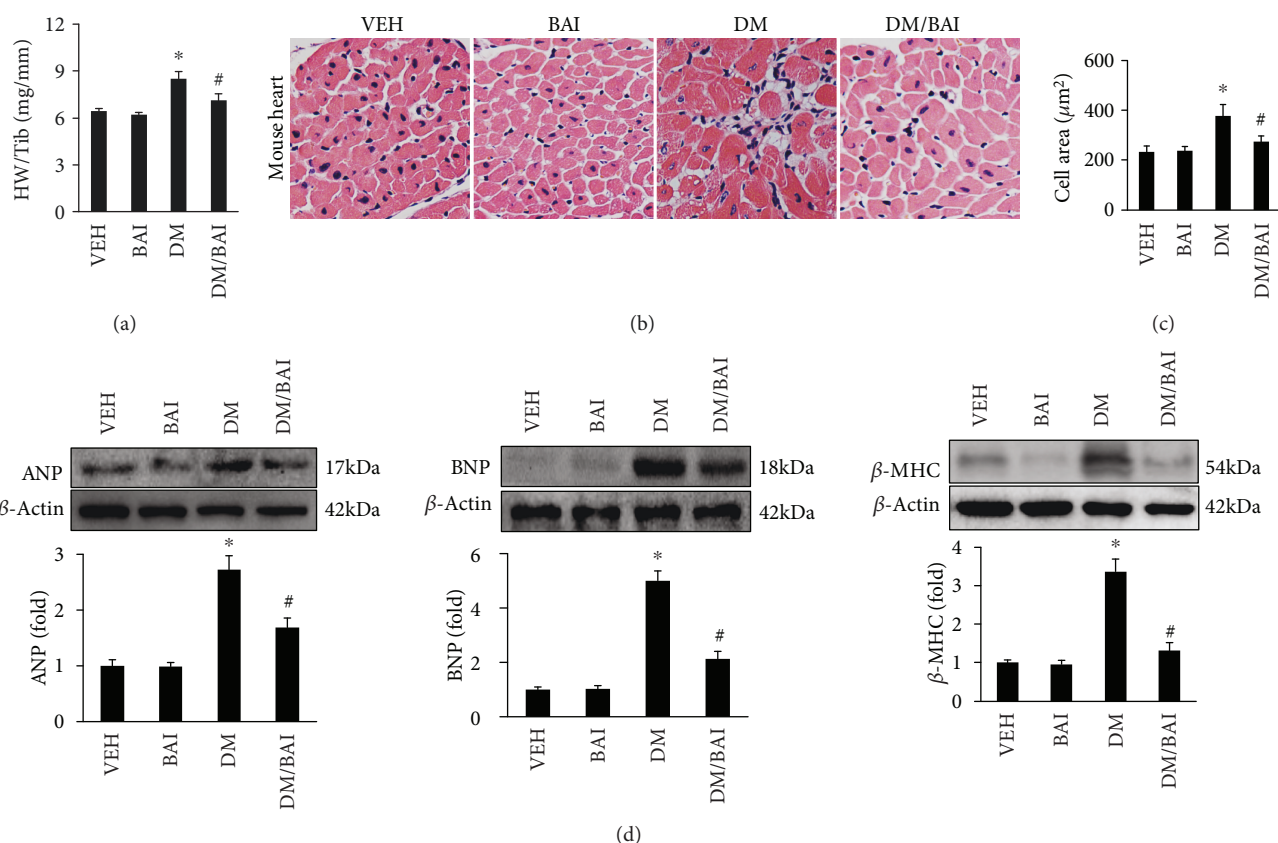 HW/Tib (mg/mm)
12
9
6
3
0
*
#
VEH
BAI
DM
DM/BAI
(a)
Mouse heart
VEH
BAI
DM
DM/BAI
(b)
Cell area (μm²)
600
400
200
0
*
#
VEH
BAI
DM
DM/BAI
(c)
VEH
BAI
DM
DM/BAI
ANP
17kDa
β-Actin
42kDa
ANP (fold)
3
2
1
0
*
#
VEH
BAI
DM
DM/BAI
VEH
BAI
DM
DM/BAI
BNP
18kDa
β-Actin
42kDa
BNP (fold)
6
4
2
0
*
#
VEH
BAI
DM
DM/BAI
VEH
BAI
DM
DM/BAI
β-MHC
54kDa
β-Actin
42kDa
β-MHC (fold)
4
3
2
1
0
*
#
VEH
BAI
DM
DM/BAI
(d)